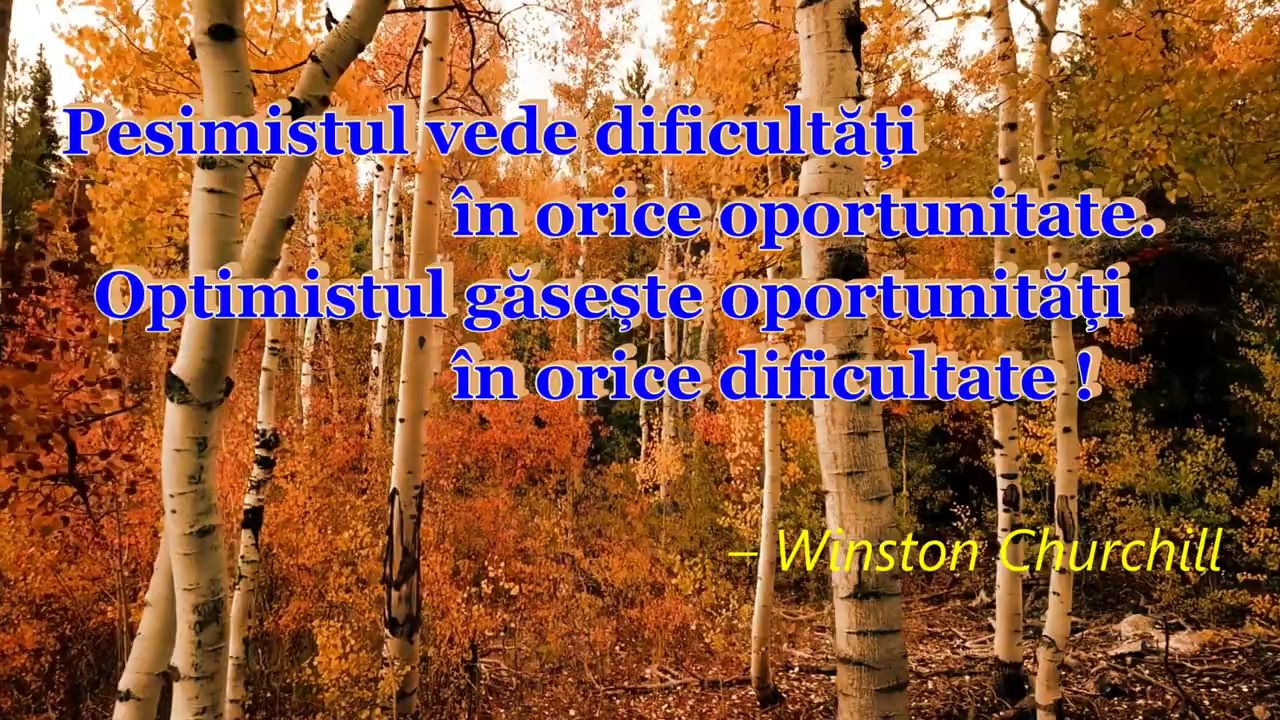 Pesimistul vede dificultăți
în orice oportunitate.
Optimistul găsește oportunități
în orice dificultate !
– Winston Churchill